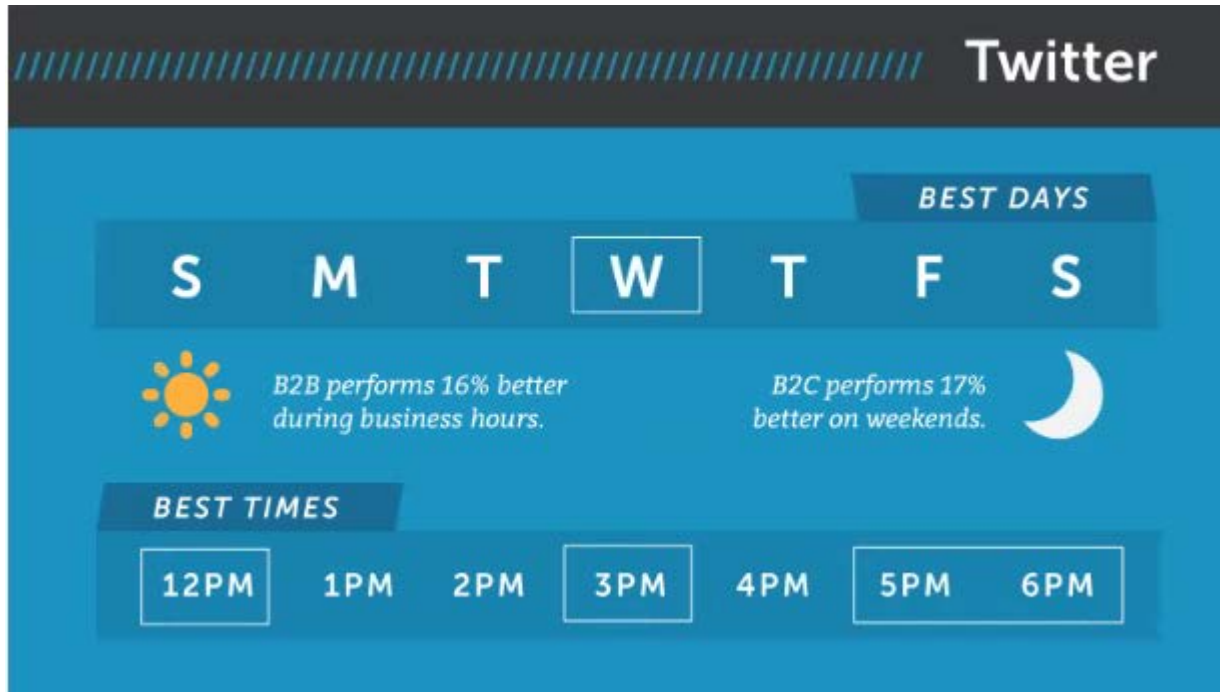 Twitter
BEST DAYS
S M T W T F S
B2B performs 16% better
during business hours.
B2C performs 17%
better on weekends.
BEST TIMES
12PM 1PM 2PM 3PM 4PM 5PM 6PM